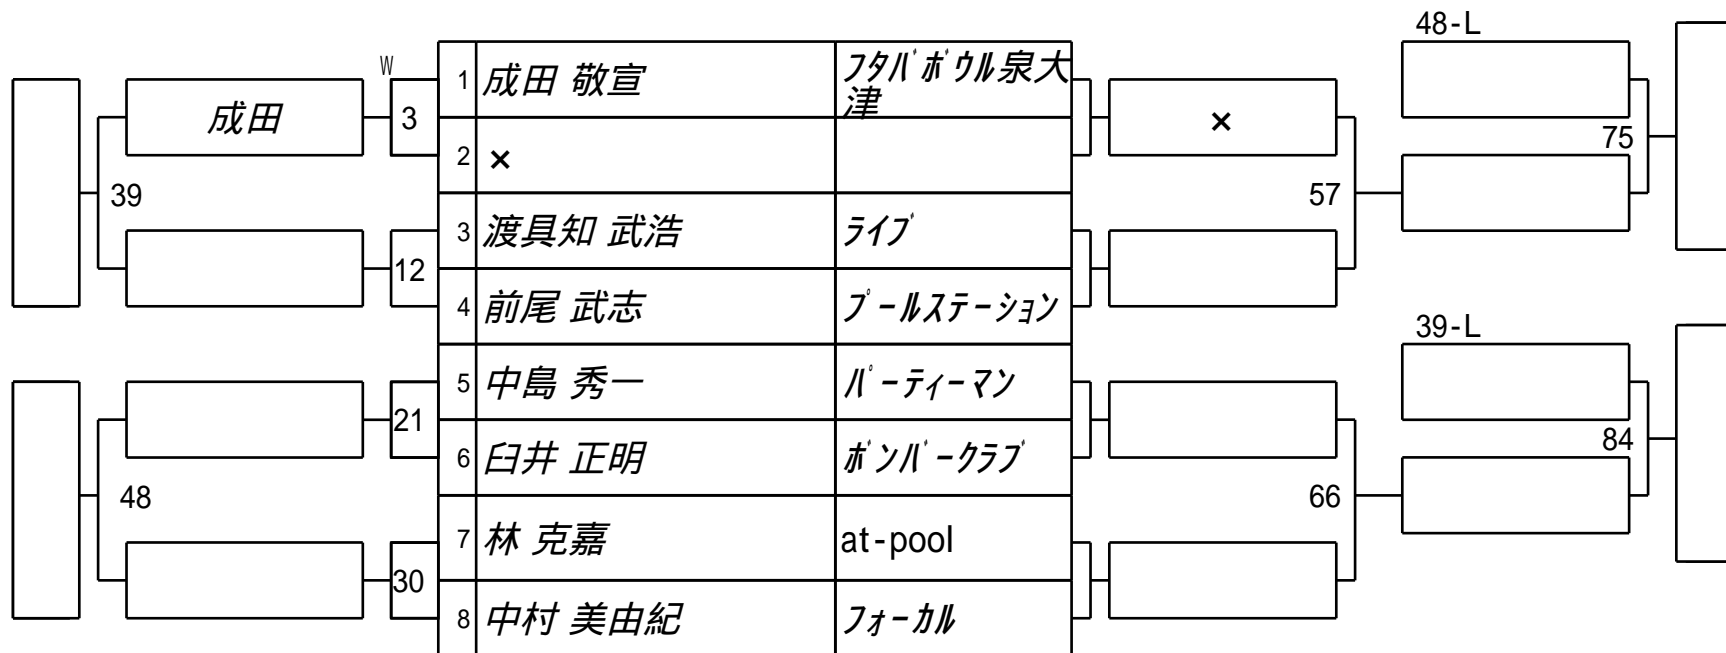 48-L
W
1 成田 敬宣 ﾌﾀﾊﾞﾎﾞｳﾙ泉大
津
成田
3
×
75
2 ×
39
57
3 渡具知 武浩 ﾗｲﾌﾞ
12
4 前尾 武志 ﾌﾟｰﾙｽﾃｰｼｮﾝ
39-L
5 中島 秀一 ﾊﾟｰﾃｨｰﾏﾝ
21
84
6 臼井 正明 ﾎﾞﾝﾊﾞｰｸﾗﾌﾞ
48
66
7 林 克嘉 at-pool
30
8 中村 美由紀 ﾌｫｰｶﾙ